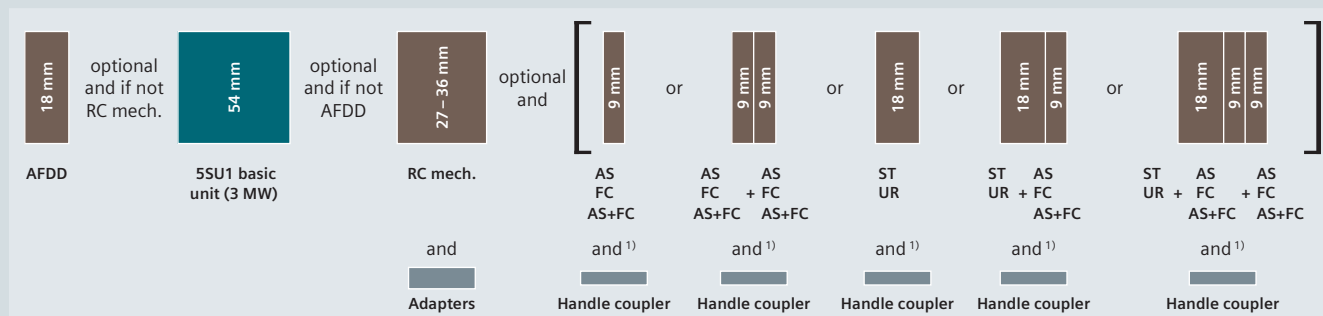 18 mm
optional
and if not
RC mech.
54 mm
optional
and if not
AFDD
27 – 36 mm
optional
and
9 mm
or
9 mm
9 mm
or
18 mm
or
18 mm
9 mm
or
18 mm
9 mm
9 mm
AFDD
5SU1 basic
unit (3 MW)
RC mech.
AS
FC
AS+FC
AS AS
FC + FC
AS+FC AS+FC
ST
UR
ST AS
UR + FC
AS+FC
ST AS AS
UR + FC + FC
AS+FC AS+FC
and
and 1)
and 1)
and 1)
and 1)
and 1)
Adapters
Handle coupler
Handle coupler
Handle coupler
Handle coupler
Handle coupler